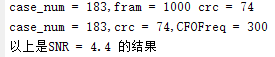 case_num = 183,fram = 1000 crc = 74
case_num = 183,crc = 74,CFOFreq = 300
以上是SNR = 4.4 的结果